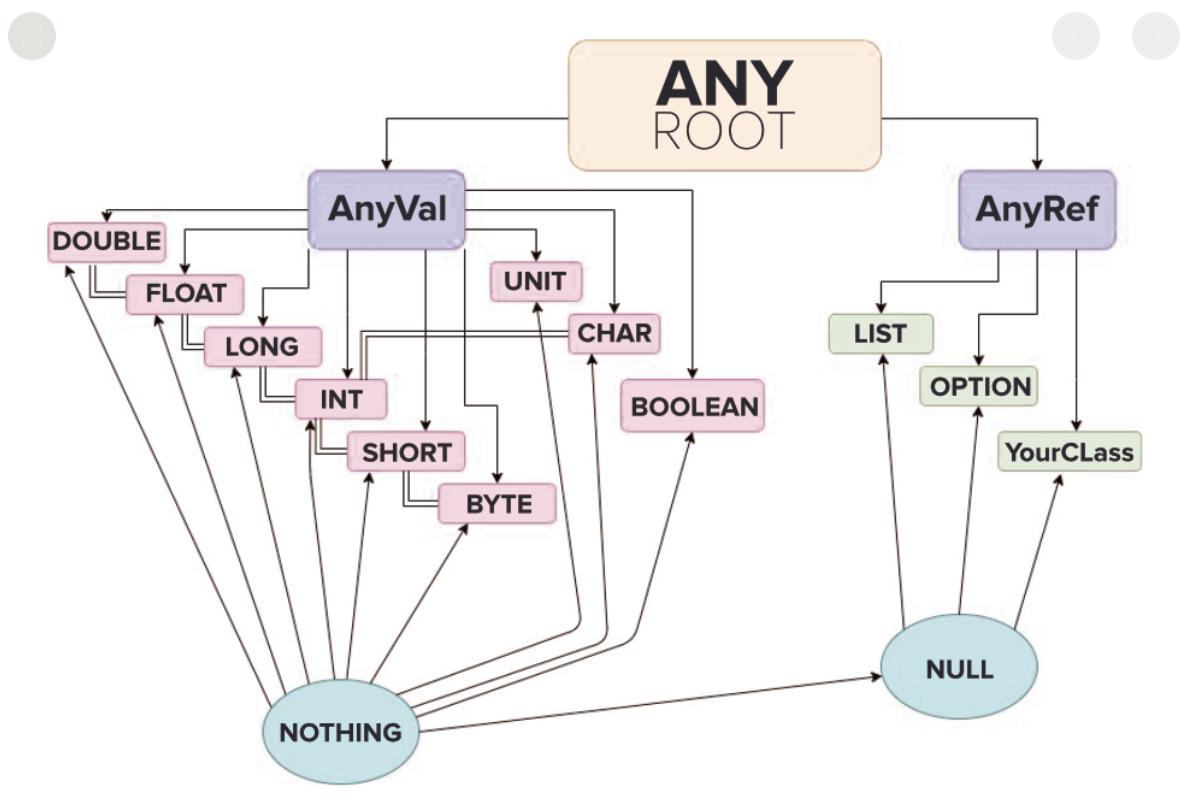 ANY
ROOT
AnyVal
AnyRef
DOUBLE
FLOAT
UNIT
LONG
CHAR
LIST
INT
OPTION
BOOLEAN
SHORT
YourCLass
BYTE
NULL
NOTHING